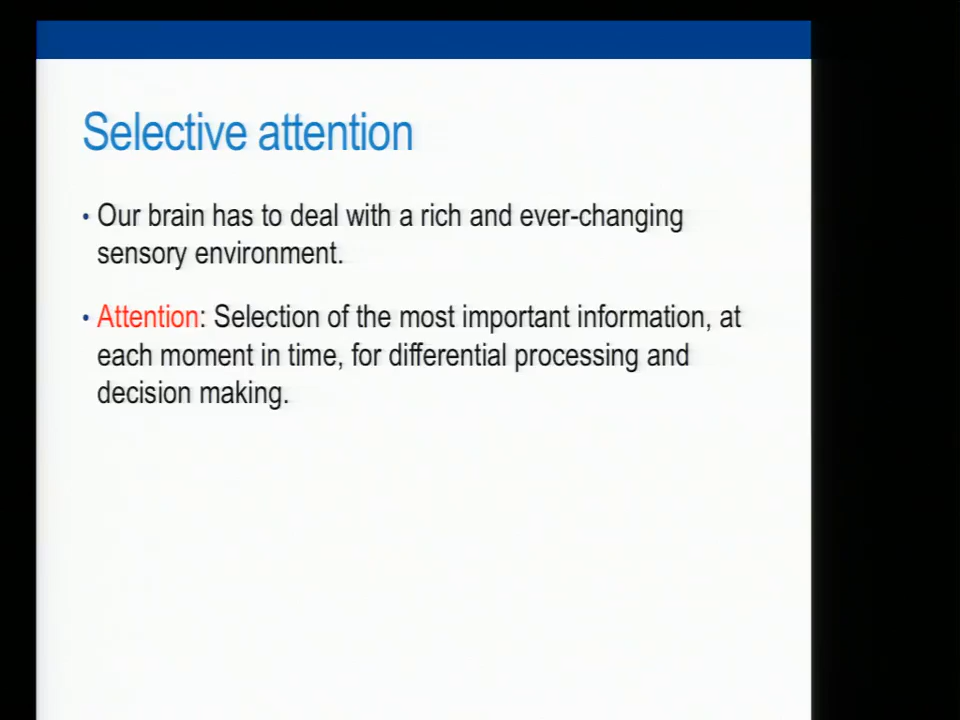 Selective attention
• Our brain has to deal with a rich and ever-changing
sensory environment.
• Attention: Selection of the most important information, at
each moment in time, for differential processing and
decision making.